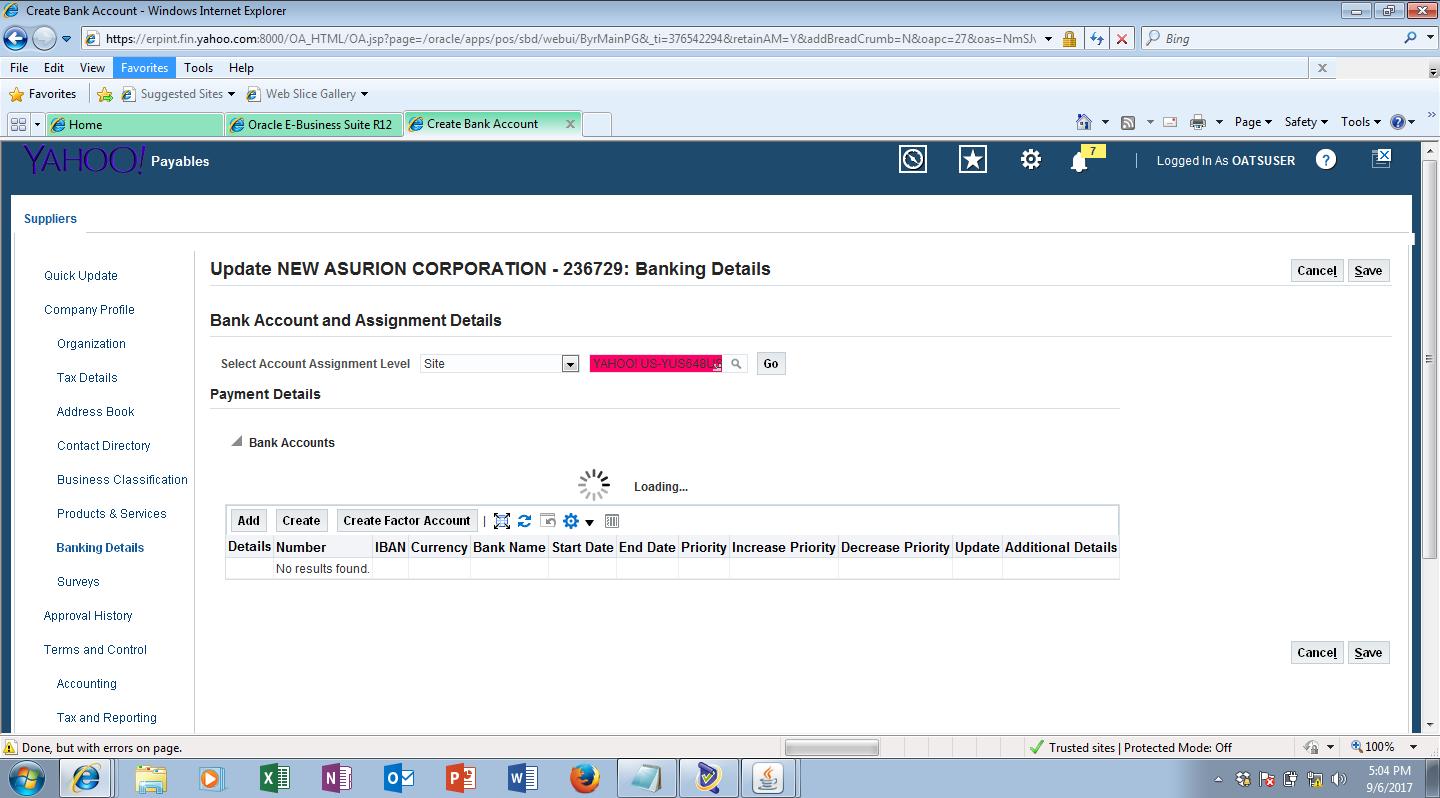 Create Bank Account - Windows Internet Explorer
https://erpint.fin.yahoo.com:8000/OA_HTML/OA.jsp?page=/oracle/apps/pos/sbd/webui/ByrMainPG&_ti=376542294&retainAM=Y&addBreadCrumb=N&oapc=27&oas=NmSJv
Bing
File Edit View Favorites Tools Help
X
Favorites Suggested Sites Web Slice Gallery
Home Oracle E-Business Suite R12 Create Bank Account
Page Safety Tools
YAHOO! Payables
7
Logged In As OATSUSER
Suppliers
Quick Update
Company Profile
Organization
Tax Details
Address Book
Contact Directory
Business Classification
Products & Services
Banking Details
Surveys
Approval History
Terms and Control
Accounting
Tax and Reporting
Update NEW ASURION CORPORATION - 236729: Banking Details
Cancel Save
Bank Account and Assignment Details
Select Account Assignment Level Site YAHOO! US-YUS648US Go
Payment Details
Bank Accounts
Loading...
Add Create Create Factor Account |
Details Number IBAN Currency Bank Name Start Date End Date Priority Increase Priority Decrease Priority Update Additional Details
No results found.
Cancel Save
Done, but with errors on page.
Trusted sites | Protected Mode: Off
100%
5:04 PM
9/6/2017